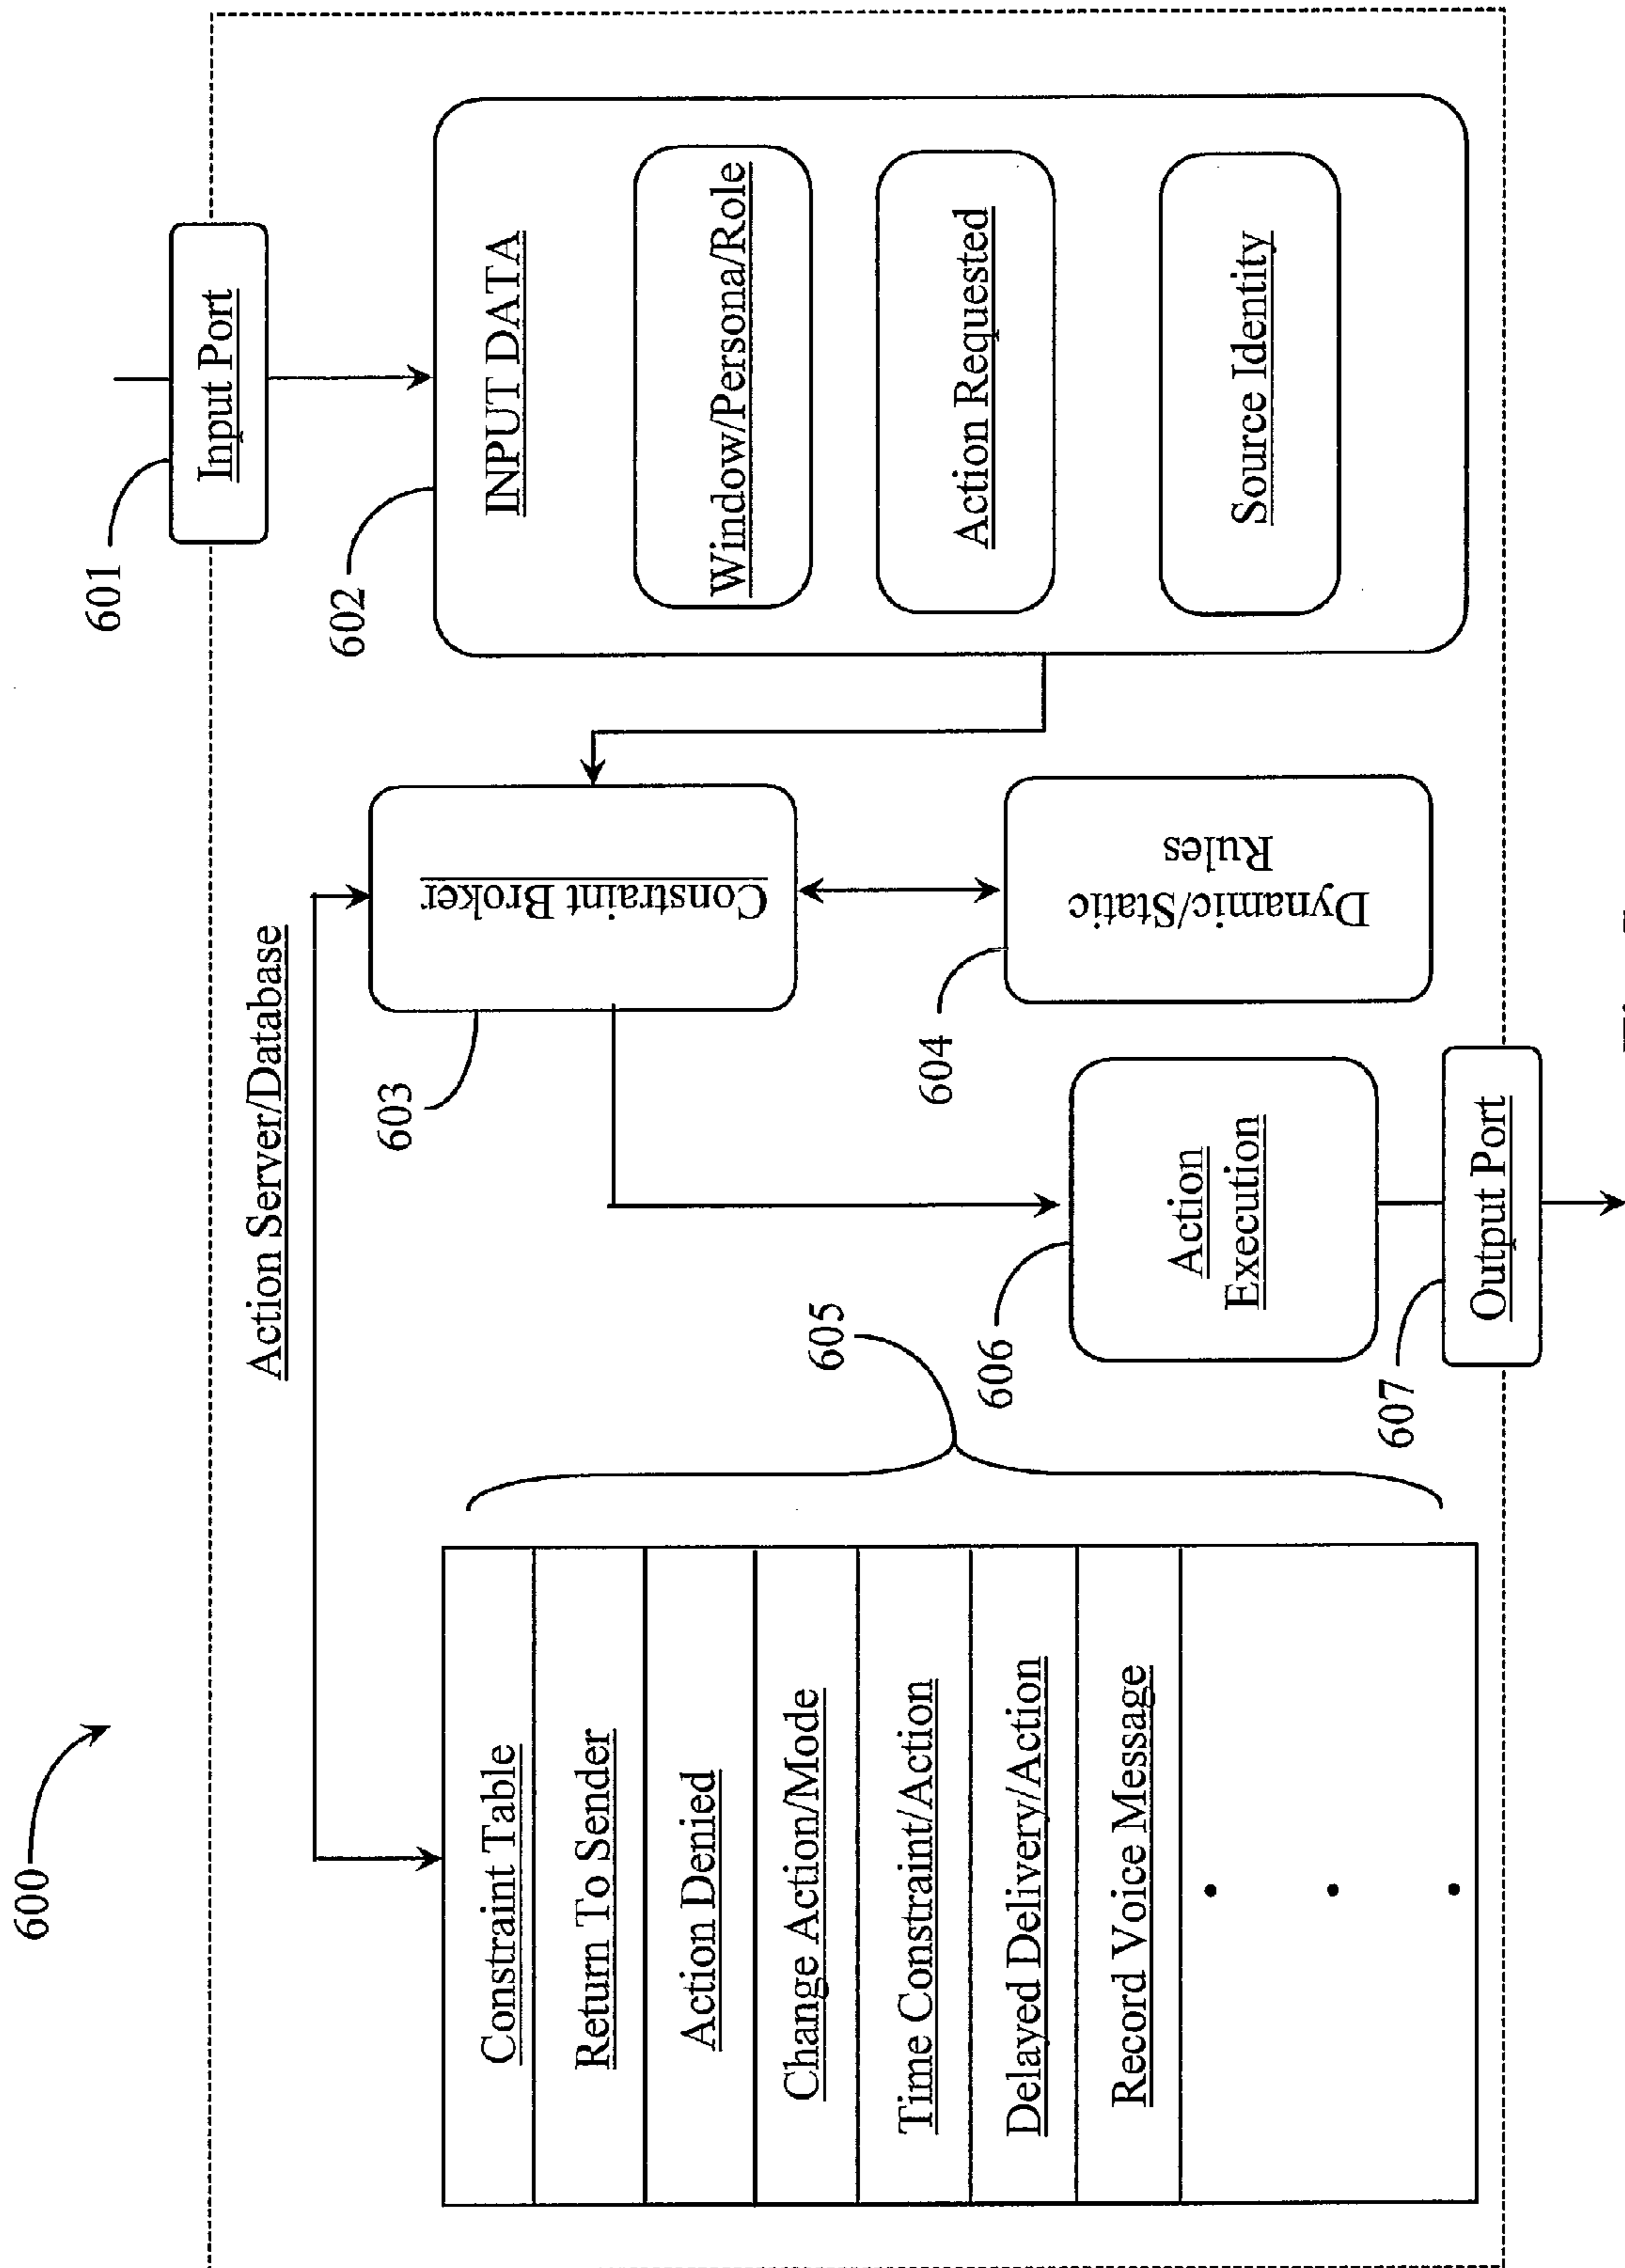 600
Action Server/Database
601
Input Port
602
INPUT DATA
Window/Persona/Role
Action Requested
Source Identity
603
Constraint Broker
604
Dynamic/Static
Rules
605
Constraint Table
Return To Sender
Action Denied
Change Action/Mode
Time Constraint/Action
Delayed Delivery/Action
Record Voice Message
606
Action
Execution
607
Output Port